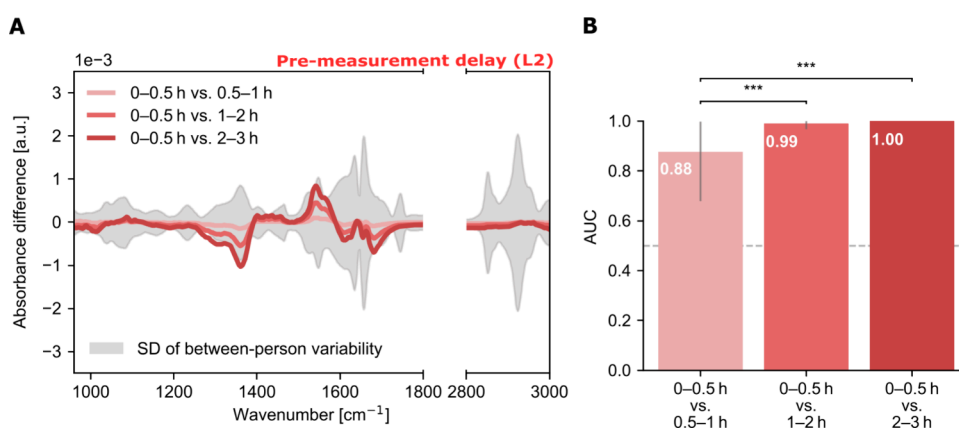 A
B
Pre-measurement delay (L2)
1e−3
0–0.5 h vs. 0.5–1 h
0–0.5 h vs. 1–2 h
0–0.5 h vs. 2–3 h
3
2
1
0
−1
−2
−3
Absorbance difference [a.u.]
SD of between-person variability
1000
1200
1400
1600
1800
2800
3000
Wavenumber [cm⁻¹]
***
***
1.0
0.8
0.6
0.4
0.2
0.0
AUC
0.88
0.99
1.00
0–0.5 h
vs.
0.5–1 h
0–0.5 h
vs.
1–2 h
0–0.5 h
vs.
2–3 h